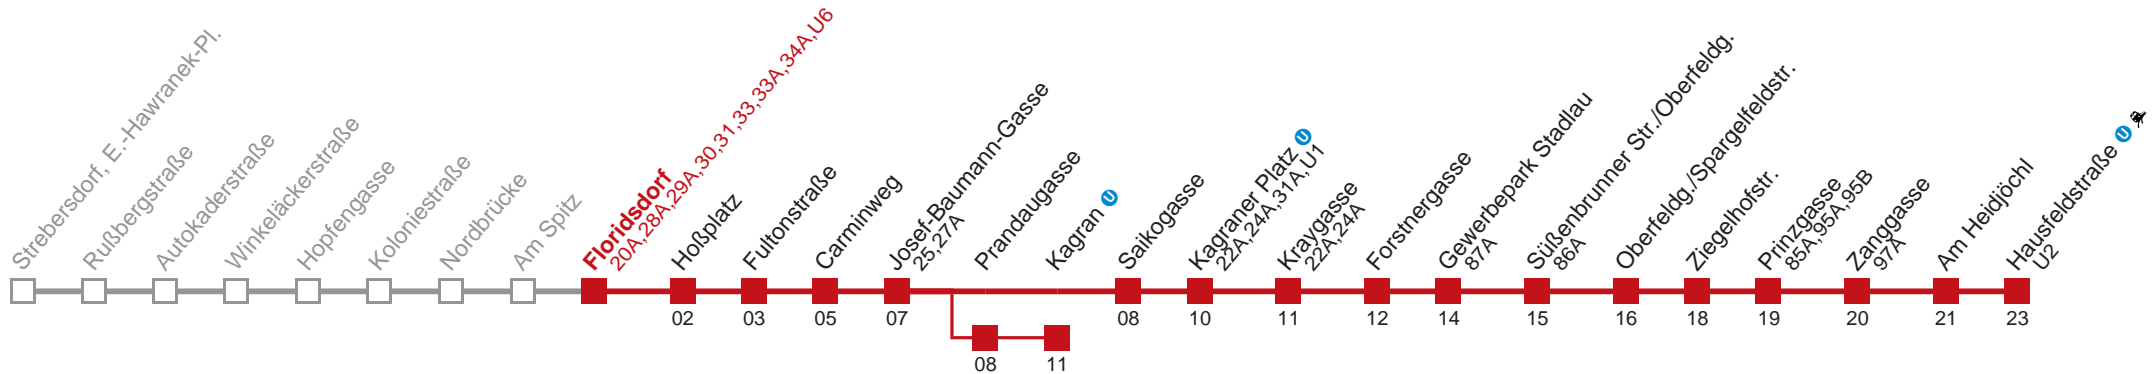 Strebersdorf, E.-Hawranek-Pl.
Rußbergstraße
Autokaderstraße
Winkeläckerstraße
Hopfengasse
Koloniestraße
Nordbrücke
Am Spitz
Floridsdorf
20A,28A,29A,30,31,33,33A,34A,U6
Hoßplatz
Fultonstraße
Carminweg
Josef-Baumann-Gasse
25,27A
Prandaugasse
Kagran U
Saikogasse
Kagraner Platz U
22A,24A,31A,U1
Kraygasse
22A,24A
Forstnergasse
Gewerbepark Stadlau
87A
Süßenbrunner Str./Oberfeldg.
86A
Oberfeldg./Spargelfeldstr.
Ziegelhofstr.
Prinzgasse
85A,95A,95B
Zanggasse
97A
Am Heidjöchl
Hausfeldstraße U
U2
02 03 05 07 08 10 11 12 14 15 16 18 19 20 21 23
08 11